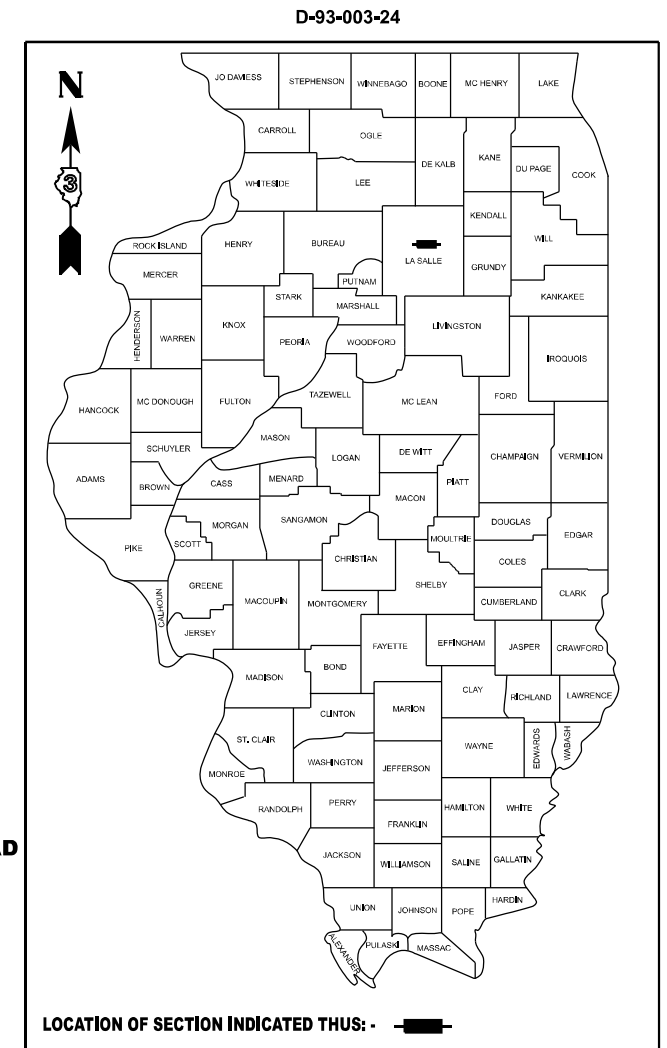 D-93-003-24
N
3
JO DAVIESS STEPHENSON WINNEBAGO BOONE MC HENRY LAKE
CARROLL OGLE DE KALB KANE DU PAGE COOK
WHITESIDE LEE
KENDALL
ROCK ISLAND HENRY BUREAU LA SALLE GRUNDY WILL
MERCER PUTNAM
STARK MARSHALL KANKAKEE
HENDERSON WARREN KNOX PEORIA WOODFORD LIVINGSTON IROQUOIS
HANCOCK MC DONOUGH FULTON TAZEWELL MC LEAN FORD
SCHUYLER MASON LOGAN DE WITT CHAMPAIGN VERMILION
ADAMS BROWN CASS MENARD MACON PIATT
PIKE SCOTT MORGAN SANGAMON CHRISTIAN MOULTRIE DOUGLAS EDGAR
COLES
CALHOUN GREENE MACOUPIN MONTGOMERY SHELBY CUMBERLAND CLARK
JERSEY FAYETTE EFFINGHAM JASPER CRAWFORD
MADISON BOND
CLAY RICHLAND LAWRENCE
CLINTON MARION
ST. CLAIR WASHINGTON JEFFERSON WAYNE EDWARDS WABASH
MONROE
RANDOLPH PERRY FRANKLIN HAMILTON WHITE
AD
JACKSON WILLIAMSON SALINE GALLATIN
UNION JOHNSON POPE HARDIN
ALEXANDER PULASKI MASSAC
LOCATION OF SECTION INDICATED THUS: -